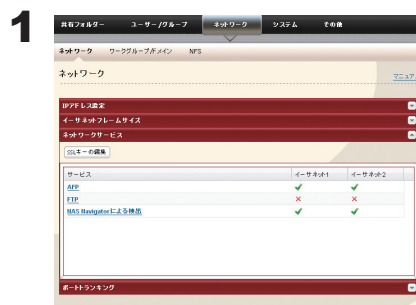 1
共有フォルダー ユーザー/グループ ネットワーク システム その他
ネットワーク ワークグループ/ドメイン NFS
ネットワーク
マニュア
IPアドレス設定
イーサネットフレームサイズ
ネットワークサービス
SSLキーの編集
サービス イーサネット1 イーサネット2
AFP
FTP
NAS Navigatorによる検出
ポートトランキング